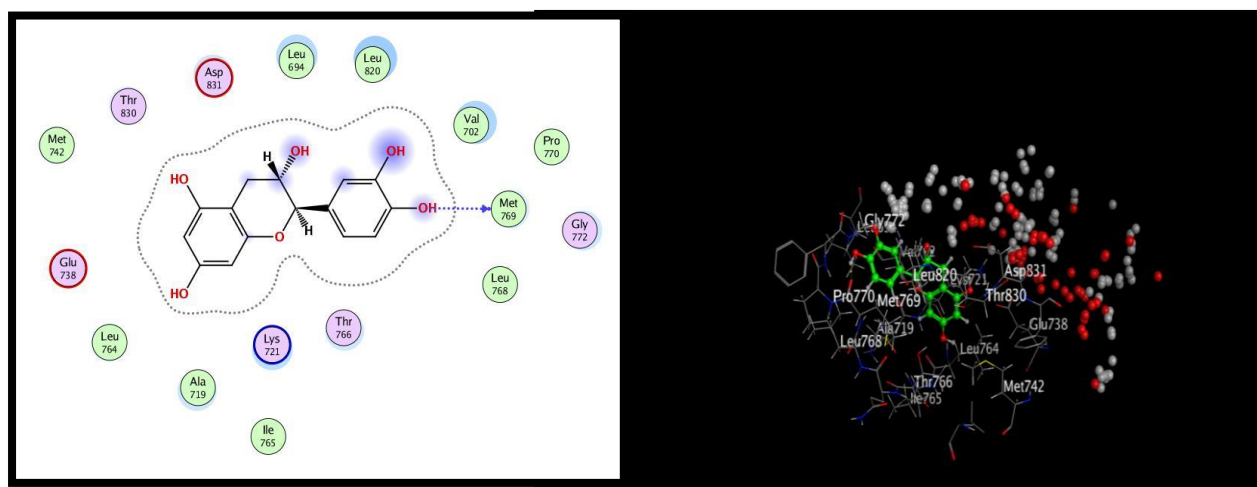 Leu
694
Leu
820
Asp
831
Thr
830
Val
702
Met
742
Pro
770
H
OH
OH
HO
OH
Met
769
H
O
Gly
772
Glu
738
HO
Leu
768
Leu
764
Lys
721
Thr
766
Ala
719
Ile
765
Gly772
Leu820
Asp831
Pro770
Met769
Thr830
Ala719
Glu738
Leu768
Leu764
Thr766
Met742
Ile765